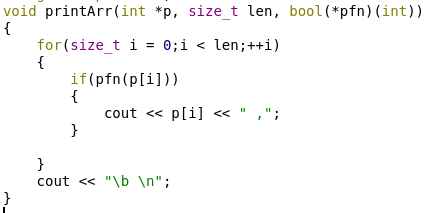 void printArr(int *p, size_t len, bool(*pfn)(int))
{
    for(size_t i = 0;i < len;++i)
    {
        if(pfn(p[i]))
        {
            cout << p[i] << " ,";
        }

    }
    cout << "\b \n";
}